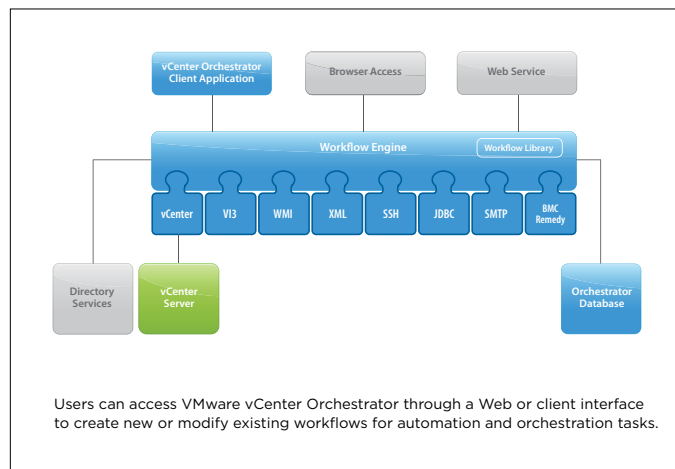 vCenter Orchestrator
Client Application
Browser Access
Web Service
Workflow Engine
Workflow Library
vCenter
VI3
WMI
XML
SSH
JDBC
SMTP
BMC
Remedy
Directory
Services
vCenter
Server
Orchestrator
Database
Users can access VMware vCenter Orchestrator through a Web or client interface
to create new or modify existing workflows for automation and orchestration tasks.